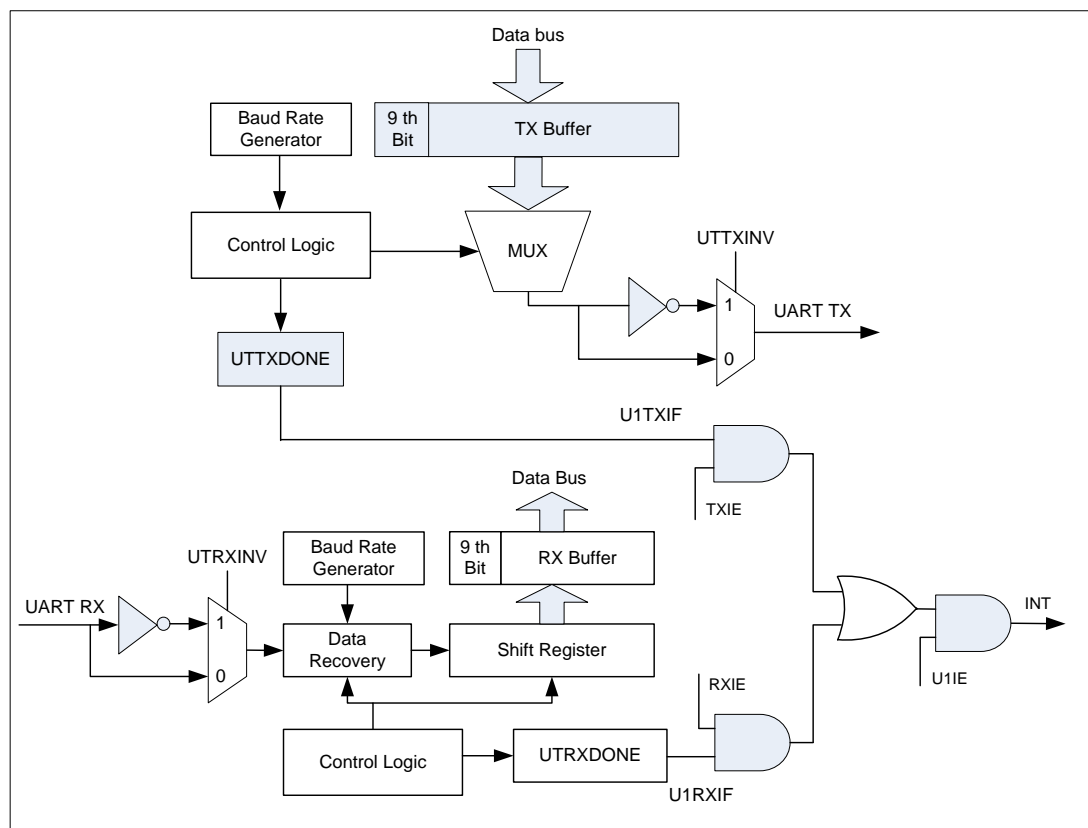 Data bus
Baud Rate
Generator
9 th
Bit
TX Buffer
Control Logic
MUX
UTTXINV
1
0
UART TX
UTTXDONE
U1TXIF
TXIE
Data Bus
UTRXINV
Baud Rate
Generator
9 th
Bit
RX Buffer
UART RX
1
0
Data
Recovery
Shift Register
INT
U1IE
RXIE
Control Logic
UTRXDONE
U1RXIF